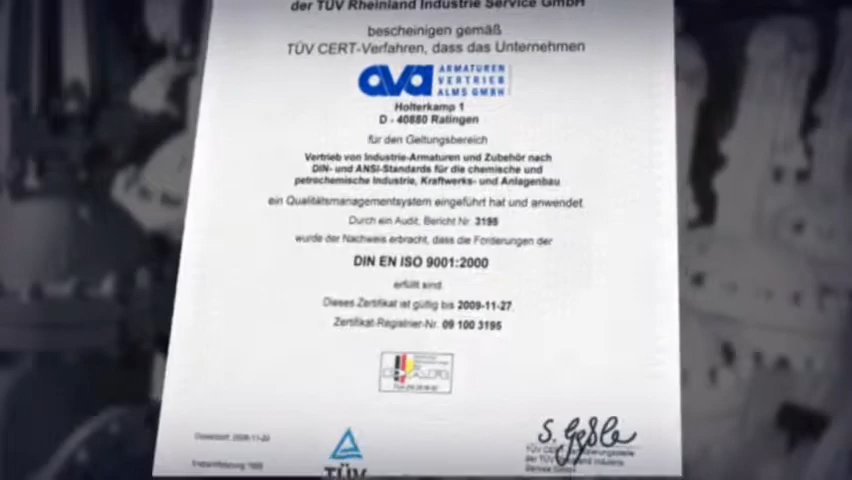 der TÜV Rheinland Industrie Service GmbH
bescheinigen gemäß
TÜV CERT-Verfahren, dass das Unternehmen
ava ARMATUREN
VERTRIEB
ALMS GMBH
Holterkamp 1
D - 40880 Ratingen
für den Geltungsbereich
Vertrieb von Industrie-Armaturen und Zubehör nach
DIN- und ANSI-Standards für die chemische und
petrochemische Industrie, Kraftwerks- und Anlagenbau
ein Qualitätsmanagementsystem eingeführt hat und anwendet.
Durch ein Audit, Bericht Nr. 3195
wurde der Nachweis erbracht, dass die Forderungen der
DIN EN ISO 9001:2000
erfüllt sind.
Dieses Zertifikat ist gültig bis 2009-11-27
Zertifikat-Registrier-Nr. 09 100 3195
S. Geßle
TÜV